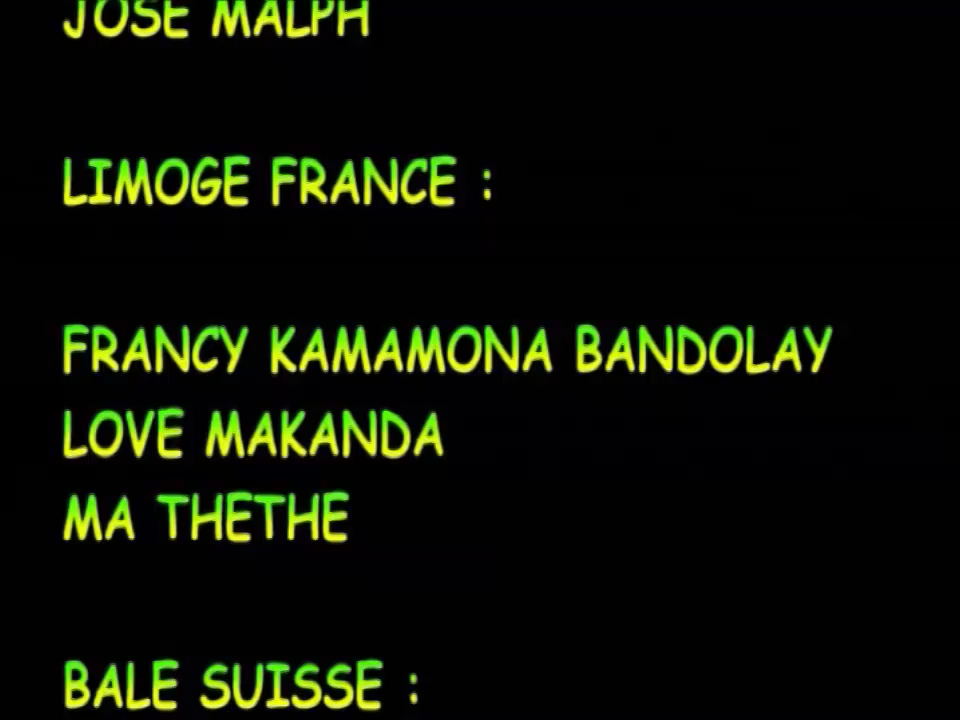 JOSE MALPH
LIMOGE FRANCE :
FRANCY KAMAMONA BANDOLAY
LOVE MAKANDA
MA THETHE
BALE SUISSE :